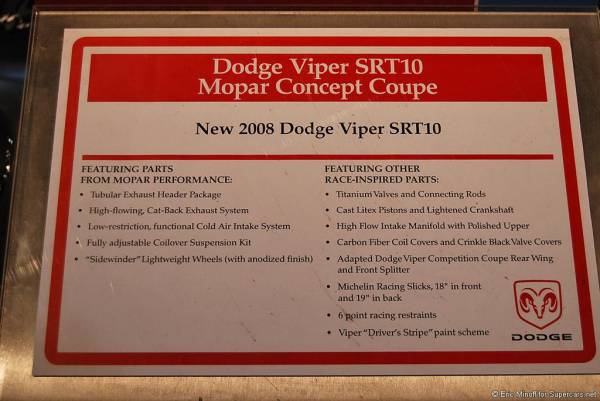 Dodge Viper SRT10
Mopar Concept Coupe
New 2008 Dodge Viper SRT10
FEATURING PARTS
FROM MOPAR PERFORMANCE:
• Tubular Exhaust Header Package
• High-flowing, Cat-Back Exhaust System
• Low-restriction, functional Cold Air Intake System
• Fully adjustable Coilover Suspension Kit
• "Sidewinder" Lightweight Wheels (with anodized finish)
FEATURING OTHER
RACE-INSPIRED PARTS:
• Titanium Valves and Connecting Rods
• Cast Litex Pistons and Lightened Crankshaft
• High Flow Intake Manifold with Polished Upper
• Carbon Fiber Coil Covers and Crinkle Black Valve Covers
• Adapted Dodge Viper Competition Coupe Rear Wing
and Front Splitter
• Michelin Racing Slicks, 18" in front
and 19" in back
• 6 point racing restraints
• Viper "Driver's Stripe" paint scheme
DODGE
© Eric Minoff for Supercars.net